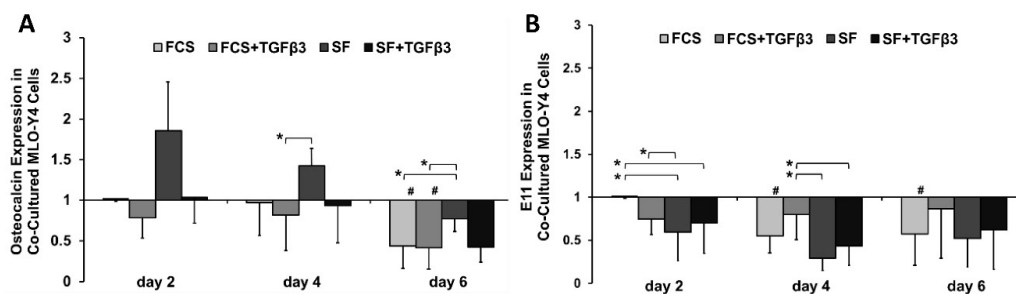 A
FCS FCS+TGFβ3 SF SF+TGFβ3
Osteocalcin Expression in
Co-Cultured MLO-Y4 Cells
3
2.5
2
1.5
1
0.5
0
* * *
# #
day 2 day 4 day 6
B
FCS FCS+TGFβ3 SF SF+TGFβ3
E11 Expression in
Co-Cultured MLO-Y4 Cells
3
2.5
2
1.5
1
0.5
0
* * * * *
# #
day 2 day 4 day 6